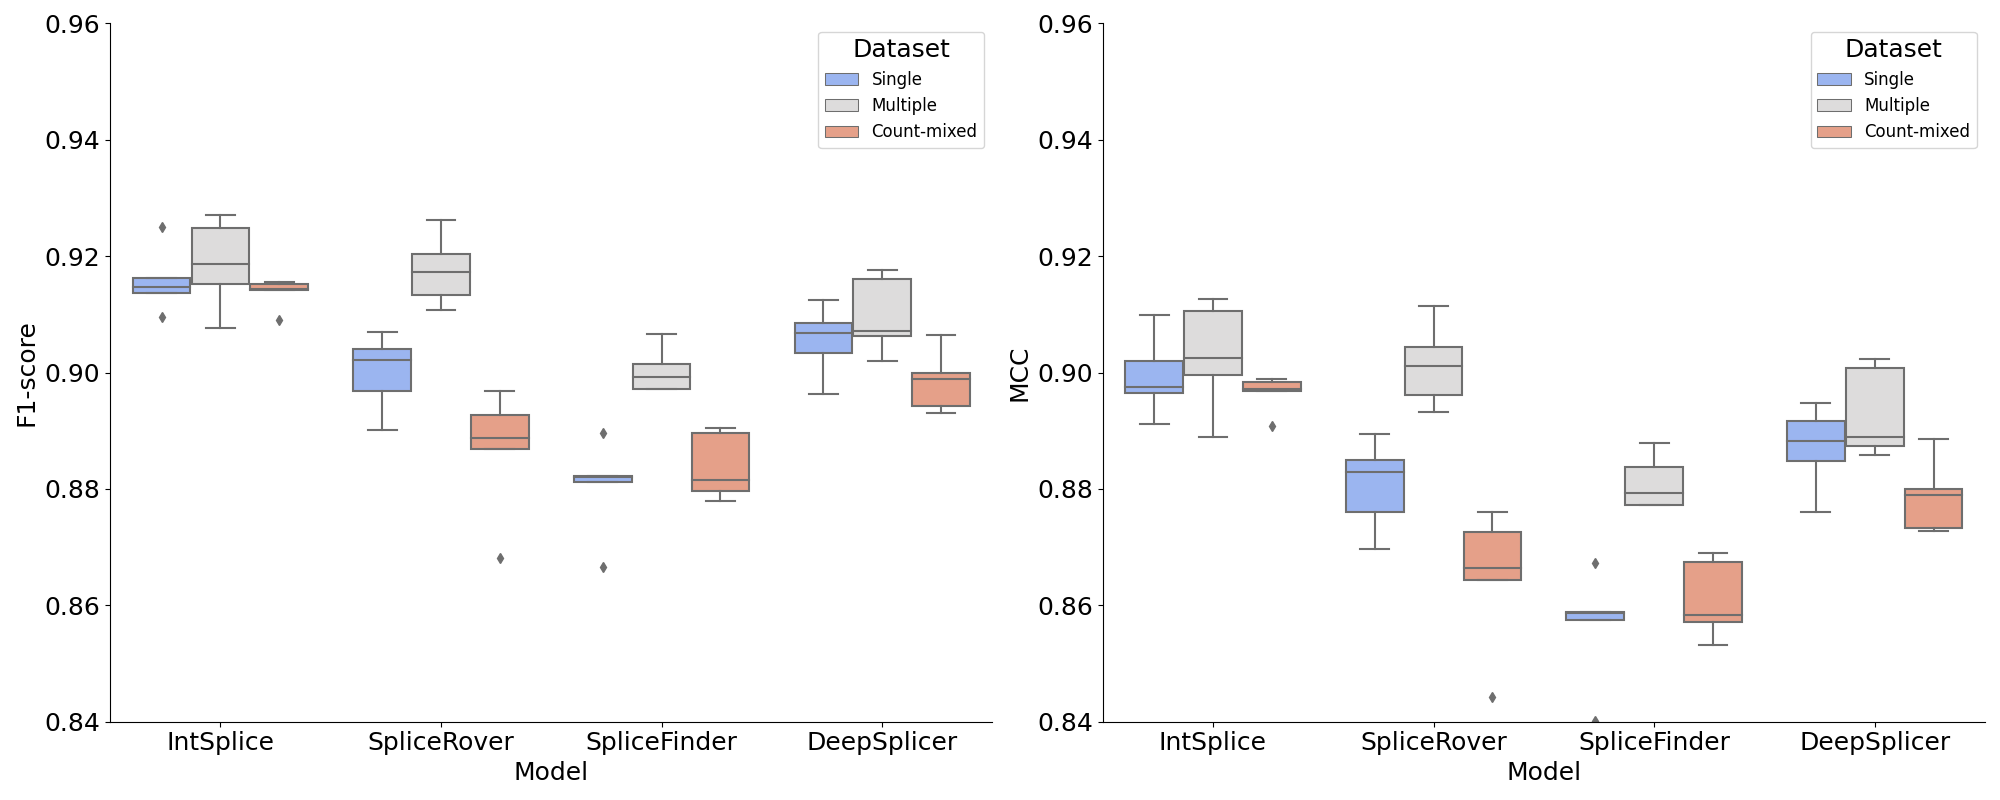 0.96
0.94
0.92
0.90
0.88
0.86
0.84
F1-score
Dataset
Single
Multiple
Count-mixed
IntSplice SpliceRover SpliceFinder DeepSplicer
Model
0.96
0.94
0.92
0.90
0.88
0.86
0.84
MCC
Dataset
Single
Multiple
Count-mixed
IntSplice SpliceRover SpliceFinder DeepSplicer
Model